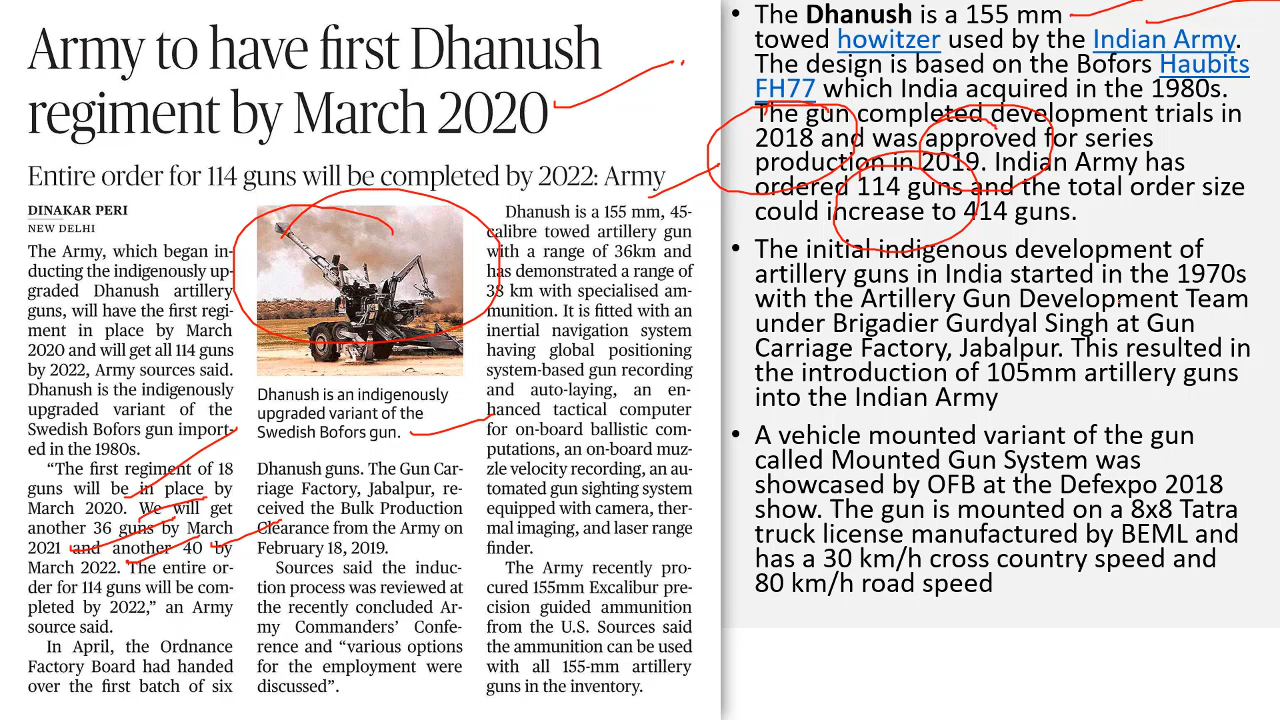 Army to have first Dhanush
regiment by March 2020
Entire order for 114 guns will be completed by 2022: Army
DINAKAR PERI
NEW DELHI
The Army, which began in-
ducting the indigenously up-
graded Dhanush artillery
guns, will have the first regi-
ment in place by March
2020 and will get all 114 guns
by 2022, Army sources said.
Dhanush is the indigenously
upgraded variant of the
Swedish Bofors gun import-
ed in the 1980s.
“The first regiment of 18
guns will be in place by
March 2020. We will get
another 36 guns by March
2021 and another 40 by
March 2022. The entire or-
der for 114 guns will be com-
pleted by 2022,” an Army
source said.
In April, the Ordnance
Factory Board had handed
over the first batch of six
Dhanush is an indigenously
upgraded variant of the
Swedish Bofors gun.
Dhanush guns. The Gun Car-
riage Factory, Jabalpur, re-
ceived the Bulk Production
Clearance from the Army on
February 18, 2019.
Sources said the induc-
tion process was reviewed at
the recently concluded Ar-
my Commanders’ Confe-
rence and “various options
for the employment were
discussed”.
Dhanush is a 155 mm, 45-
calibre towed artillery gun
with a range of 36km and
has demonstrated a range of
38 km with specialised am-
munition. It is fitted with an
inertial navigation system
having global positioning
system-based gun recording
and auto-laying, an en-
hanced tactical computer
for on-board ballistic com-
putations, an on-board muz-
zle velocity recording, an au-
tomated gun sighting system
equipped with camera, ther-
mal imaging, and laser range
finder.
The Army recently pro-
cured 155mm Excalibur pre-
cision guided ammunition
from the U.S. Sources said
the ammunition can be used
with all 155-mm artillery
guns in the inventory.
• The Dhanush is a 155 mm
towed howitzer used by the Indian Army.
The design is based on the Bofors Haubits
FH77 which India acquired in the 1980s.
The gun completed development trials in
2018 and was approved for series
production in 2019. Indian Army has
ordered 114 guns and the total order size
could increase to 414 guns.
• The initial indigenous development of
artillery guns in India started in the 1970s
with the Artillery Gun Development Team
under Brigadier Gurdyal Singh at Gun
Carriage Factory, Jabalpur. This resulted in
the introduction of 105mm artillery guns
into the Indian Army
• A vehicle mounted variant of the gun
called Mounted Gun System was
showcased by OFB at the Defexpo 2018
show. The gun is mounted on a 8x8 Tatra
truck license manufactured by BEML and
has a 30 km/h cross country speed and
80 km/h road speed